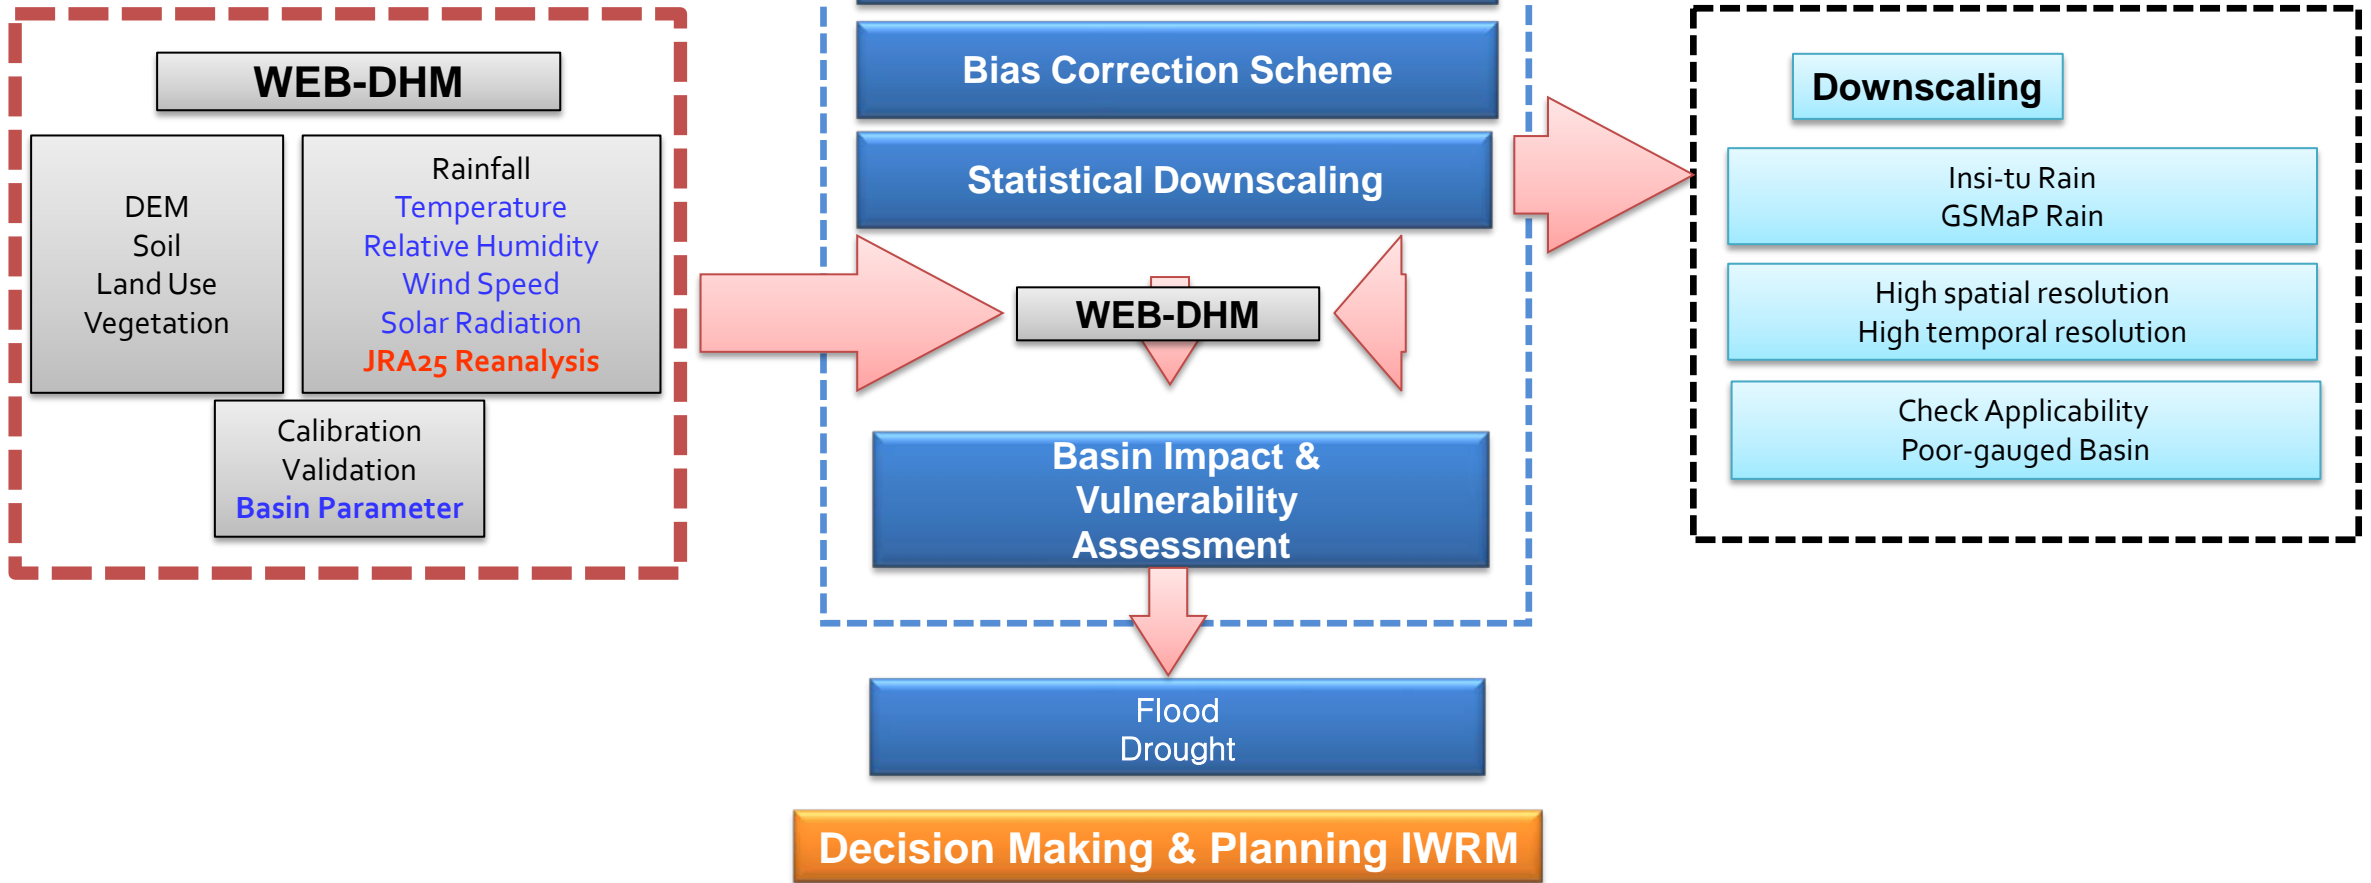 WEB-DHM
DEM
Soil
Land Use
Vegetation
Rainfall
Temperature
Relative Humidity
Wind Speed
Solar Radiation
JRA25 Reanalysis
Calibration
Validation
Basin Parameter
Bias Correction Scheme
Statistical Downscaling
WEB-DHM
Basin Impact &
Vulnerability
Assessment
Flood
Drought
Decision Making & Planning IWRM
Downscaling
Insi-tu Rain
GSMaP Rain
High spatial resolution
High temporal resolution
Check Applicability
Poor-gauged Basin